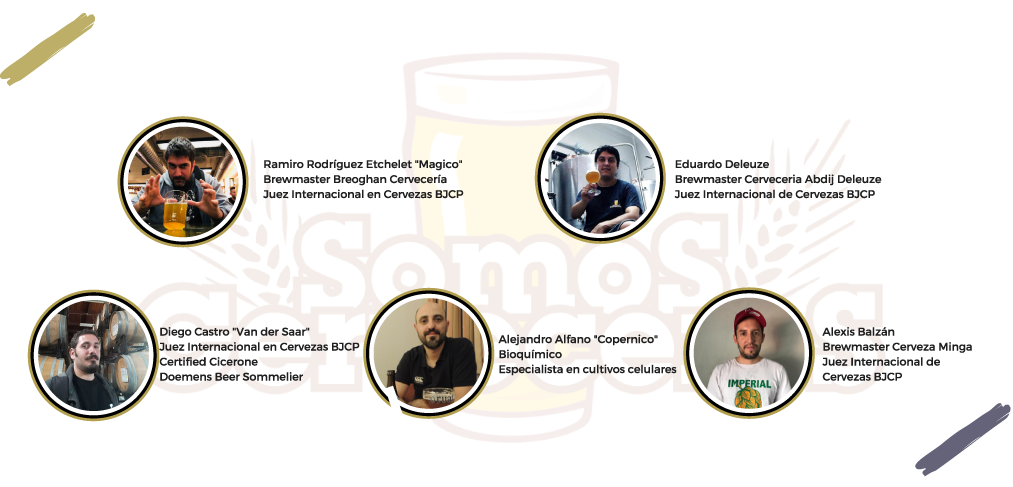 Ramiro Rodríguez Etchelet "Magico"
Brewmaster Breoghan Cervecería
Juez Internacional en Cervezas BJCP
Eduardo Deleuze
Brewmaster Cerveceria Abdij Deleuze
Juez Internacional de Cervezas BJCP
Somos
Cerveceros
Diego Castro "Van der Saar"
Juez Internacional en Cervezas BJCP
Certified Cicerone
Doemens Beer Sommelier
Alejandro Alfano "Copernico"
Bioquímico
Especialista en cultivos celulares
Alexis Balzán
Brewmaster Cerveza Minga
Juez Internacional de
Cervezas BJCP
IMPERIAL